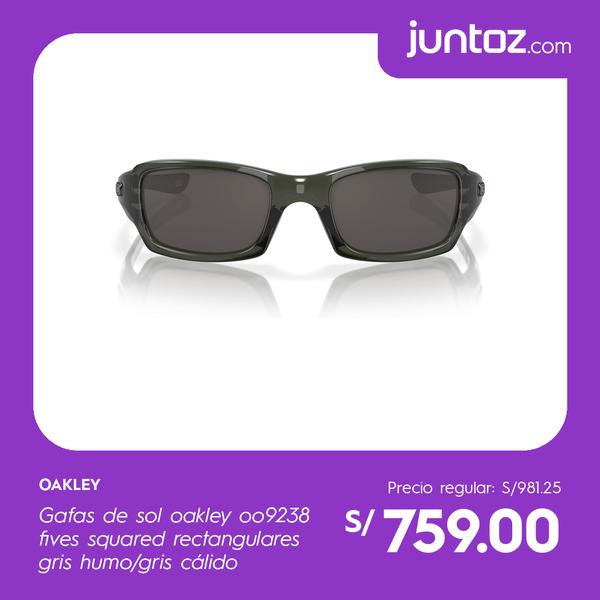 juntoz.com
OAKLEY
Gafas de sol oakley oo9238
fives squared rectangulares
gris humo/gris cálido
Precio regular: S/981.25
S/759.00